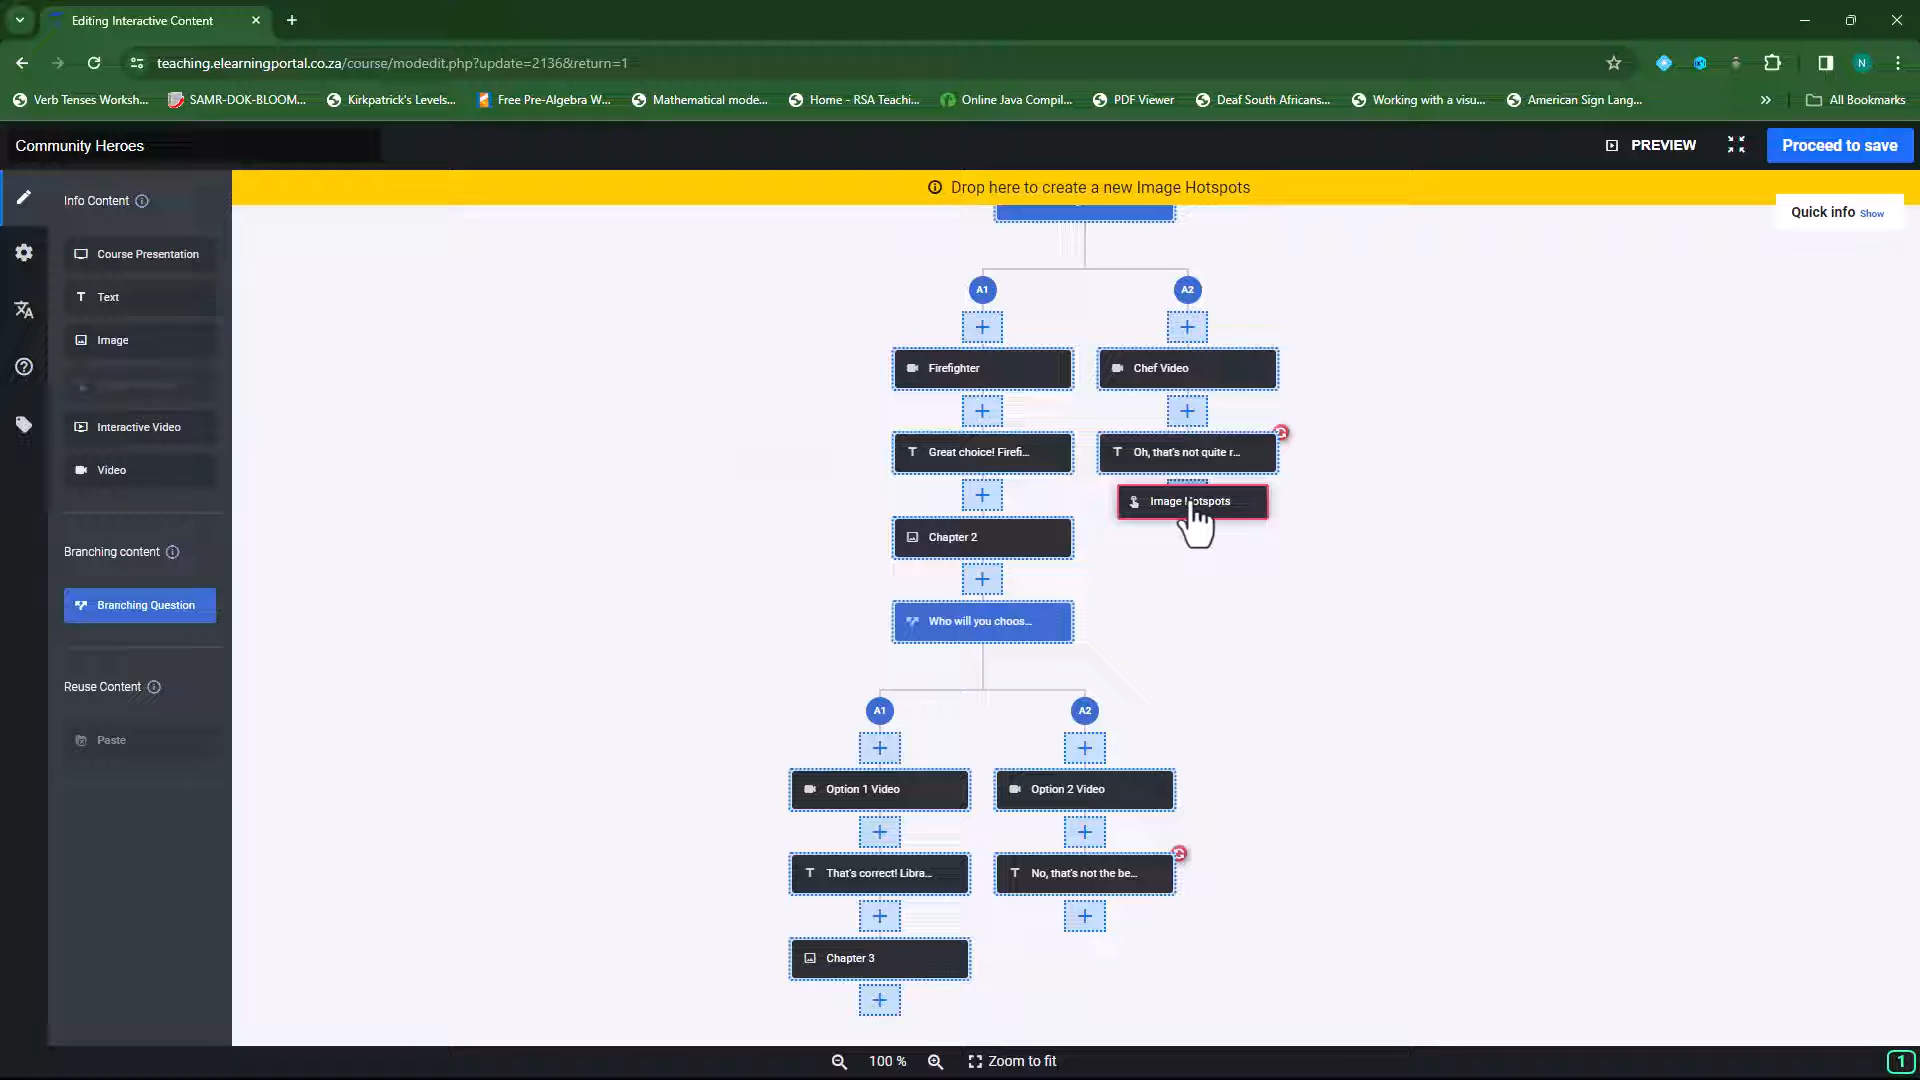 Editing Interactive Content
teaching.elearningportal.co.za/course/modedit.php?update=2136&return=1
N
Verb Tenses Worksh...
SAMR-DOK-BLOOM...
Kirkpatrick's Levels...
Free Pre-Algebra W...
Mathematical mode...
Home - RSA Teachi...
Online Java Compil...
PDF Viewer
Deaf South Africans...
Working with a visu...
American Sign Lang...
All Bookmarks
Community Heroes
PREVIEW
Proceed to save
Drop here to create a new Image Hotspots
Quick info Show
Info Content
Course Presentation
Text
Image
Interactive Video
Video
Branching content
Branching Question
Reuse Content
Paste
A1
A2
Firefighter
Chef Video
Great choice! Firefi...
Oh, that's not quite r...
Image Hotspots
Chapter 2
Who will you choos...
A1
A2
Option 1 Video
Option 2 Video
That's correct! Libra...
No, that's not the be...
Chapter 3
100 %
Zoom to fit
1